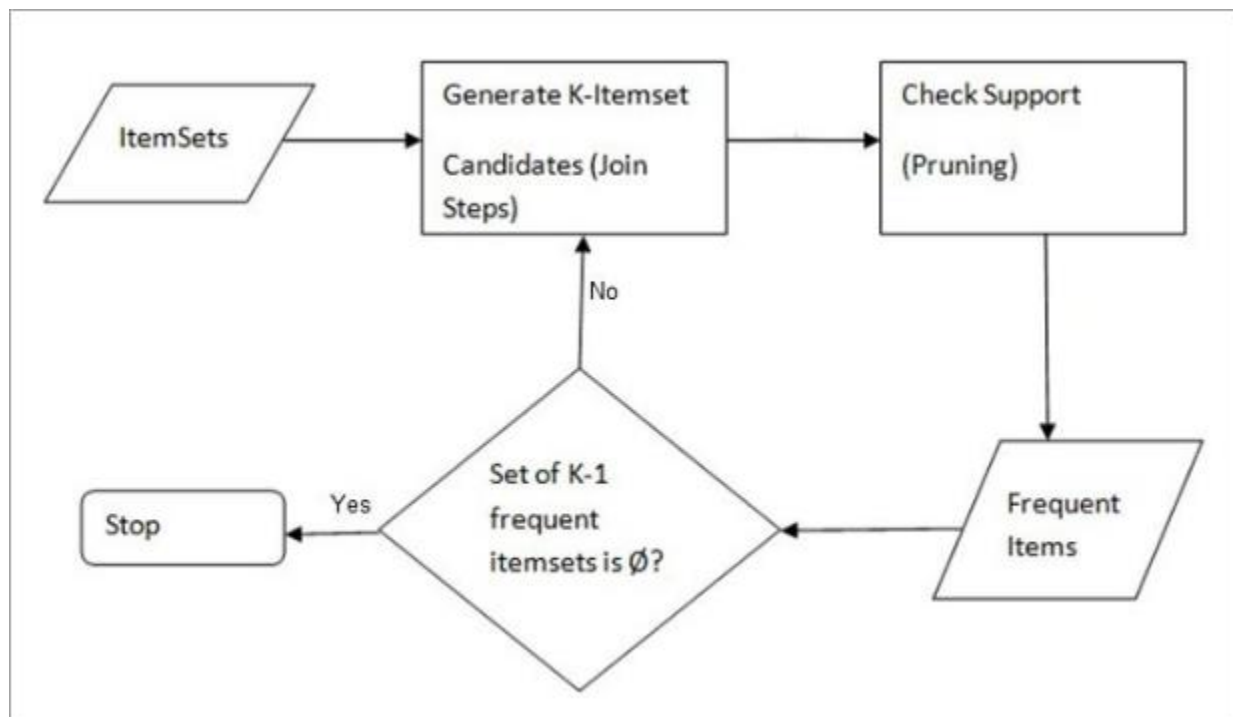 ItemSets
Generate K-Itemset
Candidates (Join
Steps)
Check Support
(Pruning)
No
Set of K-1
frequent
itemsets is Ø?
Yes
Stop
Frequent
Items